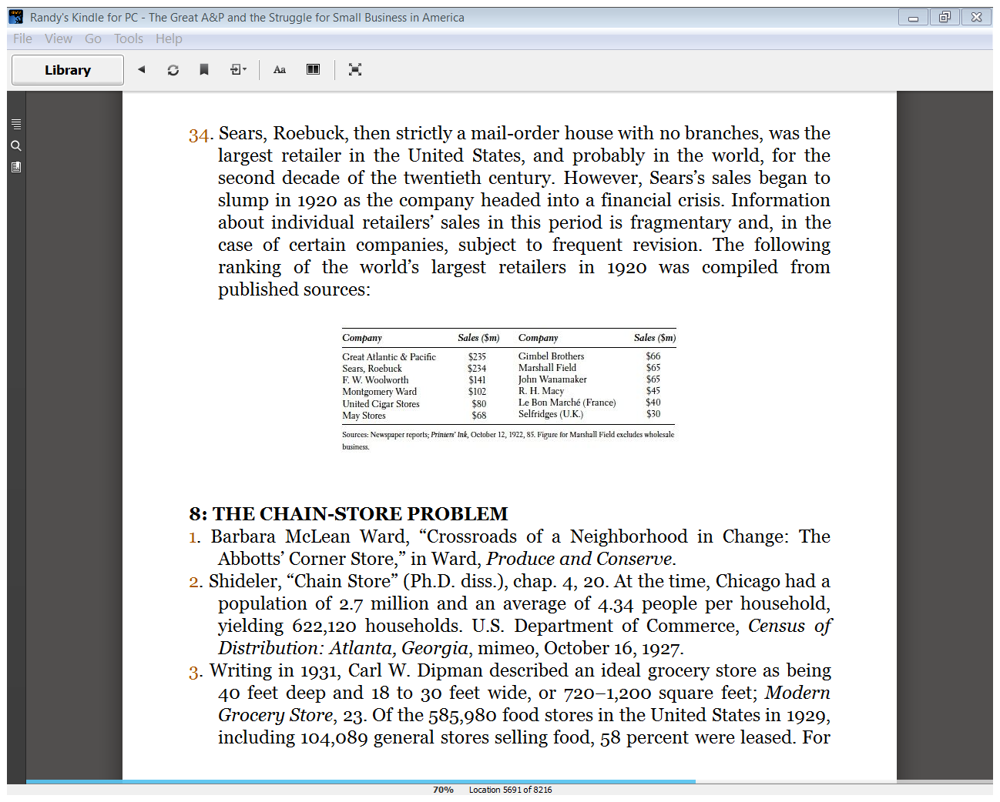 Randy's Kindle for PC - The Great A&P and the Struggle for Small Business in America
File View Go Tools Help
Library
Aa
34. Sears, Roebuck, then strictly a mail-order house with no branches, was the
largest retailer in the United States, and probably in the world, for the
second decade of the twentieth century. However, Sears’s sales began to
slump in 1920 as the company headed into a financial crisis. Information
about individual retailers’ sales in this period is fragmentary and, in the
case of certain companies, subject to frequent revision. The following
ranking of the world’s largest retailers in 1920 was compiled from
published sources:
Company Sales ($m) Company Sales ($m)
Great Atlantic & Pacific $235 Gimbel Brothers $66
Sears, Roebuck $234 Marshall Field $65
F. W. Woolworth $141 John Wanamaker $65
Montgomery Ward $102 R. H. Macy $45
United Cigar Stores $80 Le Bon Marché (France) $40
May Stores $68 Selfridges (U.K.) $30
Sources: Newspaper reports; Printers’ Ink, October 12, 1922, 85. Figure for Marshall Field excludes wholesale
business.
8: THE CHAIN-STORE PROBLEM
1. Barbara McLean Ward, “Crossroads of a Neighborhood in Change: The
Abbotts’ Corner Store,” in Ward, Produce and Conserve.
2. Shideler, “Chain Store” (Ph.D. diss.), chap. 4, 20. At the time, Chicago had a
population of 2.7 million and an average of 4.34 people per household,
yielding 622,120 households. U.S. Department of Commerce, Census of
Distribution: Atlanta, Georgia, mimeo, October 16, 1927.
3. Writing in 1931, Carl W. Dipman described an ideal grocery store as being
40 feet deep and 18 to 30 feet wide, or 720–1,200 square feet; Modern
Grocery Store, 23. Of the 585,980 food stores in the United States in 1929,
including 104,089 general stores selling food, 58 percent were leased. For
70% Location 5691 of 8216